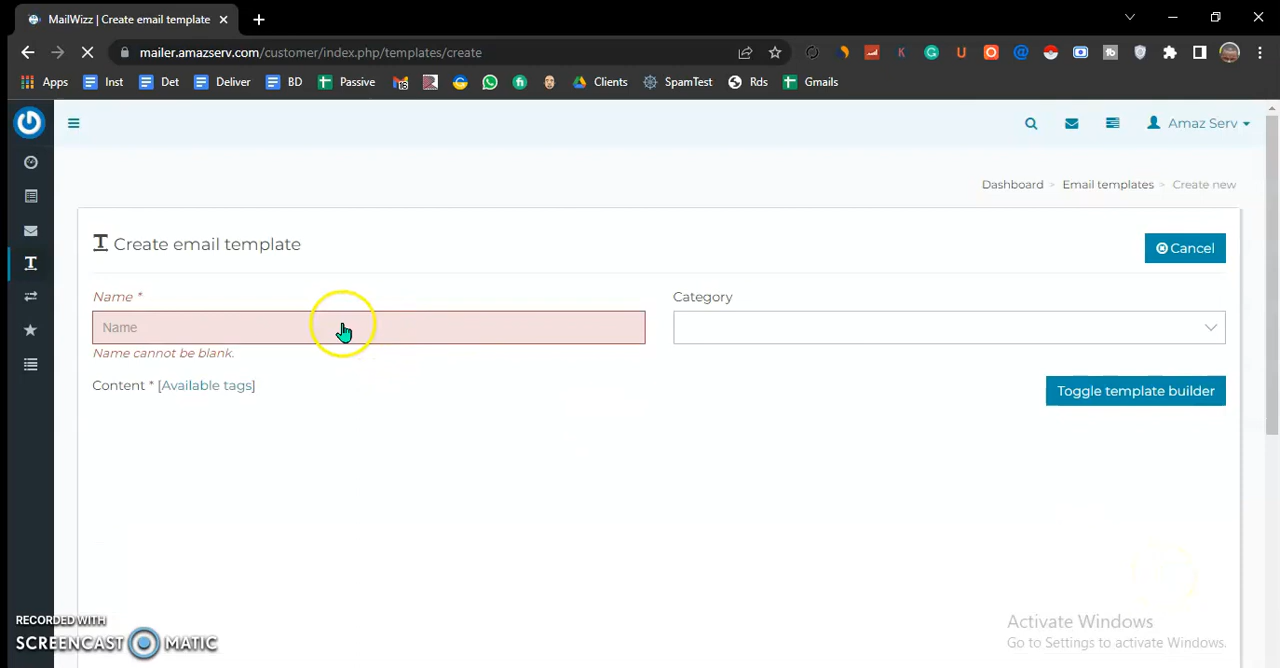 MailWizz | Create email template
mailer.amazserv.com/customer/index.php/templates/create
Apps Inst Det Deliver BD Passive Clients SpamTest Rds Gmails
Amaz Serv
Dashboard > Email templates > Create new
Create email template
Cancel
Name *
Category
Name
Name cannot be blank.
Content * [Available tags]
Toggle template builder
RECORDED WITH
SCREENCAST MATIC
Activate Windows
Go to Settings to activate Windows.